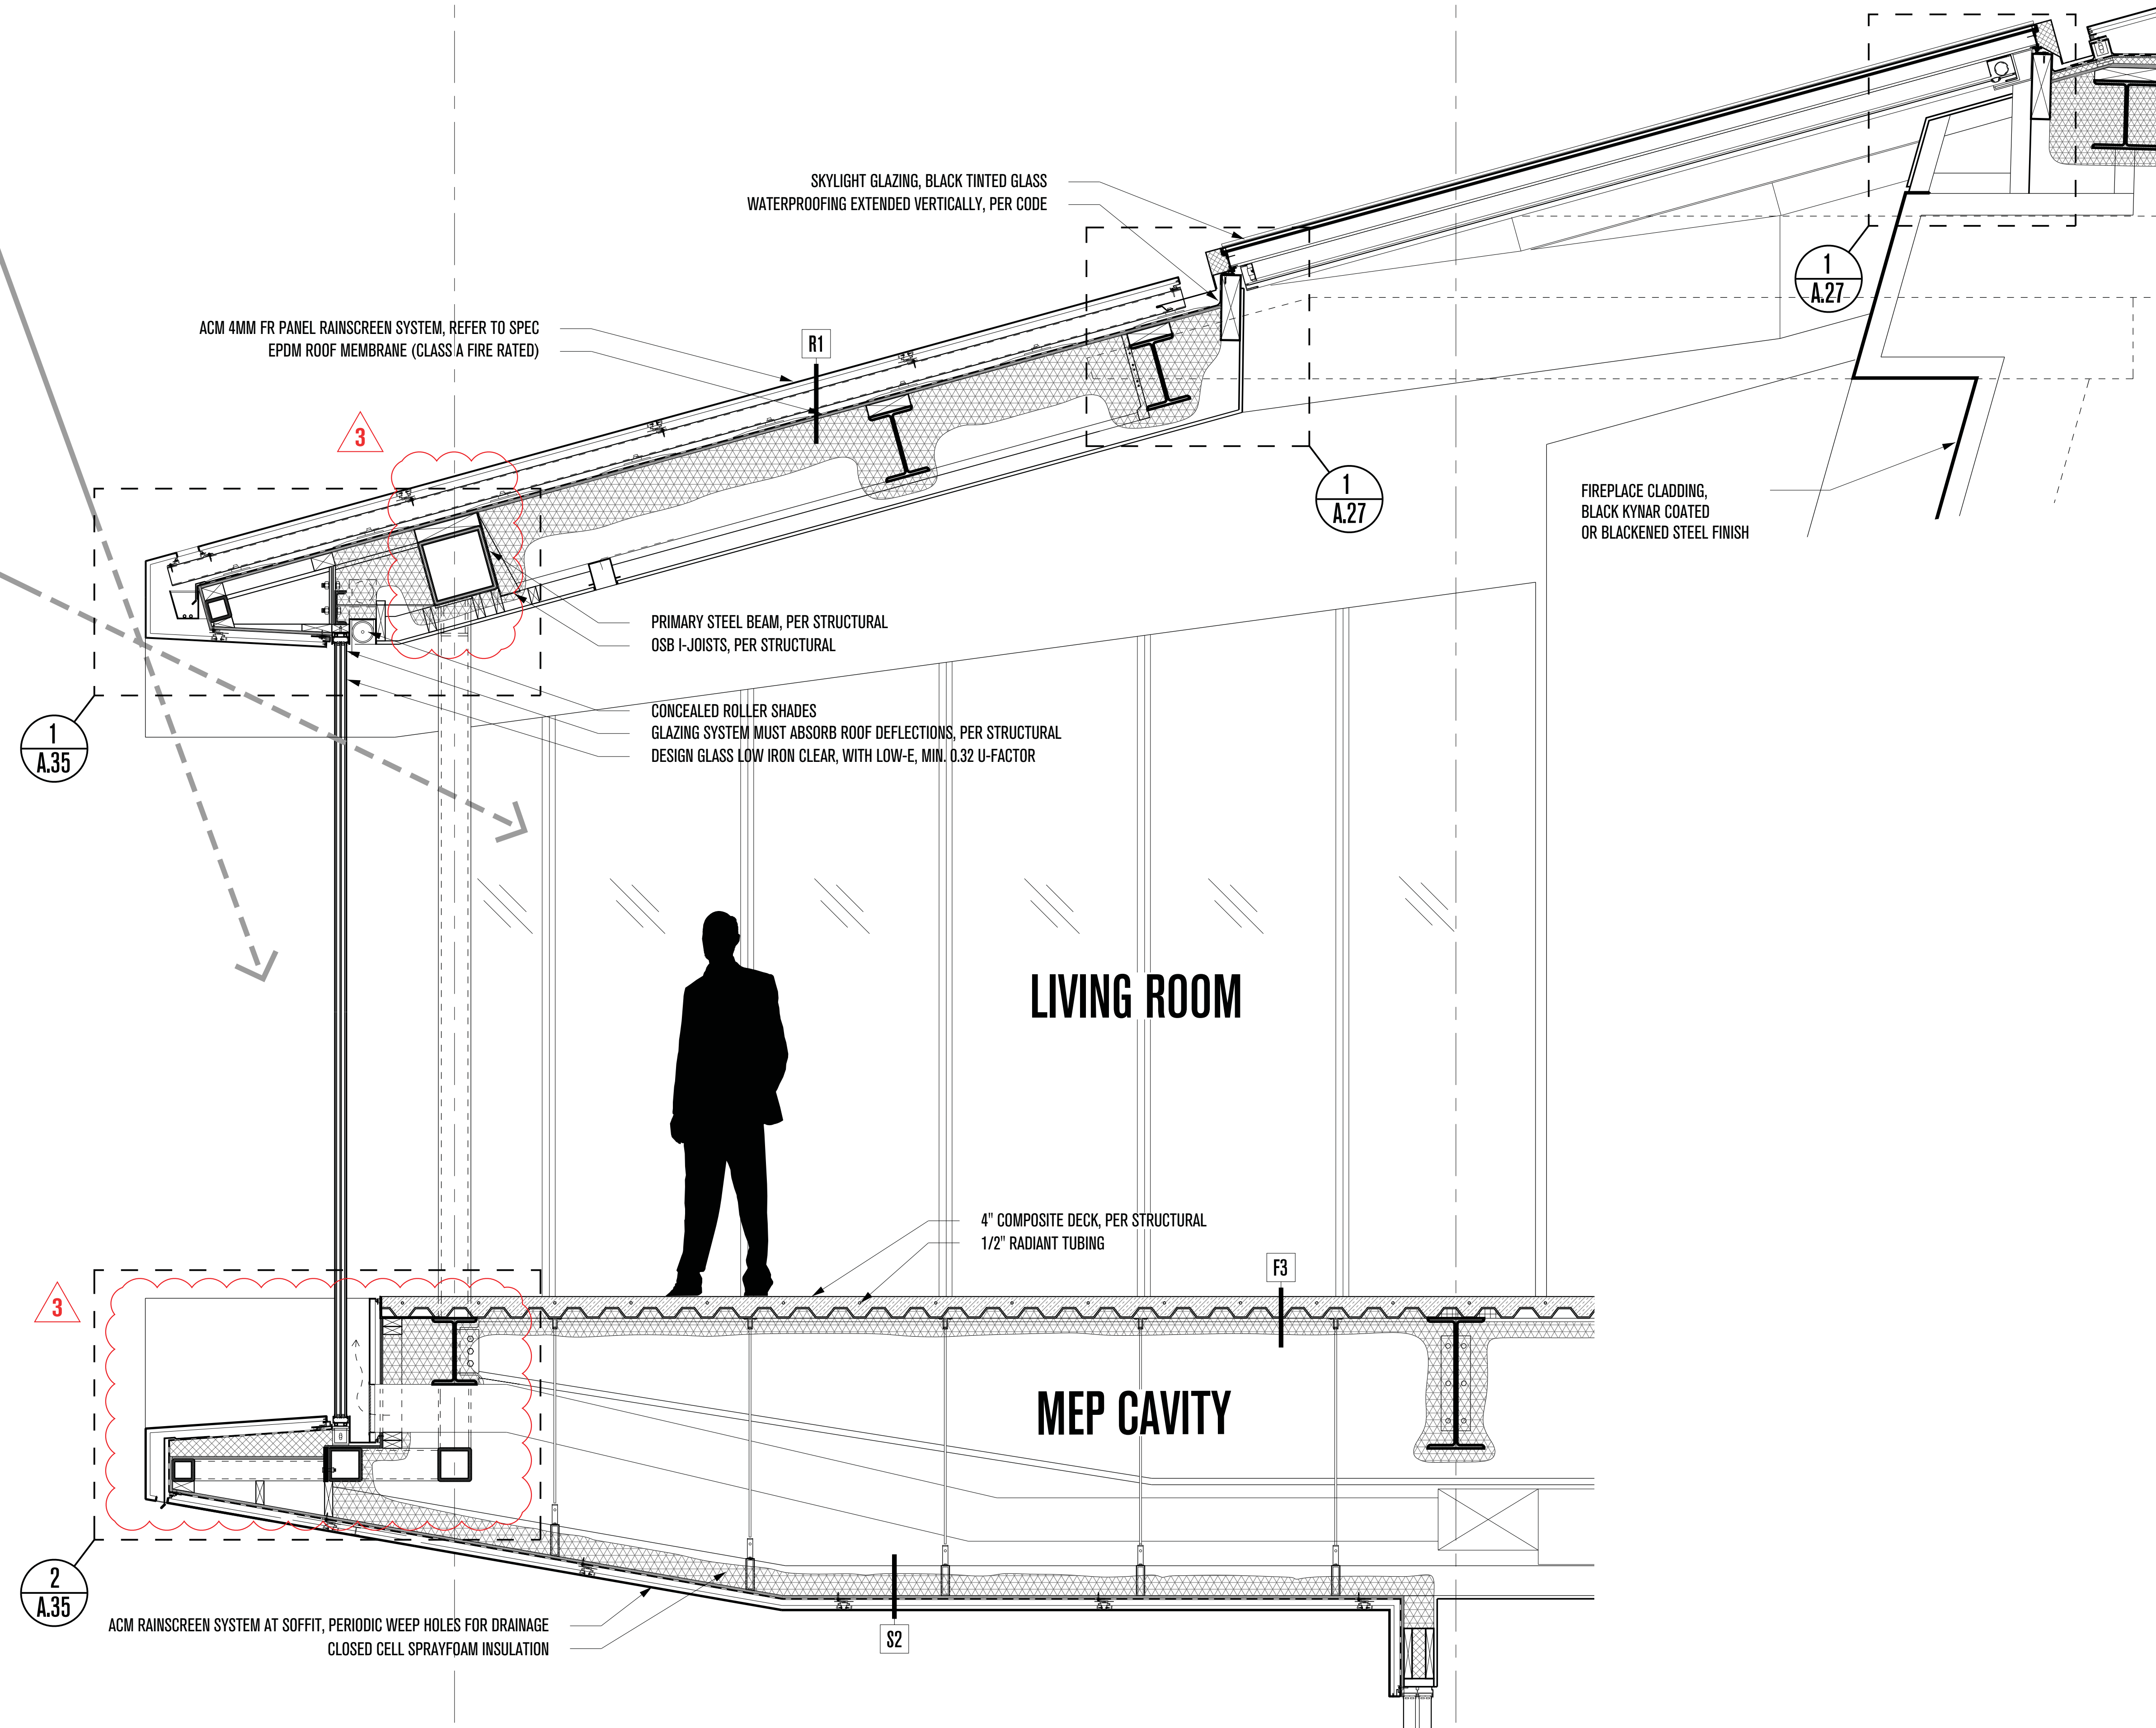 SKYLIGHT GLAZING, BLACK TINTED GLASS
WATERPROOFING EXTENDED VERTICALLY, PER CODE
1
A.27
ACM 4MM FR PANEL RAINSCREEN SYSTEM, REFER TO SPEC
EPDM ROOF MEMBRANE (CLASS A FIRE RATED)
R1
3
1
A.27
FIREPLACE CLADDING,
BLACK KYNAR COATED
OR BLACKENED STEEL FINISH
PRIMARY STEEL BEAM, PER STRUCTURAL
OSB I-JOISTS, PER STRUCTURAL
CONCEALED ROLLER SHADES
GLAZING SYSTEM MUST ABSORB ROOF DEFLECTIONS, PER STRUCTURAL
DESIGN GLASS LOW IRON CLEAR, WITH LOW-E, MIN. 0.32 U-FACTOR
1
A.35
LIVING ROOM
4" COMPOSITE DECK, PER STRUCTURAL
1/2" RADIANT TUBING
F3
3
MEP CAVITY
2
A.35
ACM RAINSCREEN SYSTEM AT SOFFIT, PERIODIC WEEP HOLES FOR DRAINAGE
CLOSED CELL SPRAYFOAM INSULATION
S2